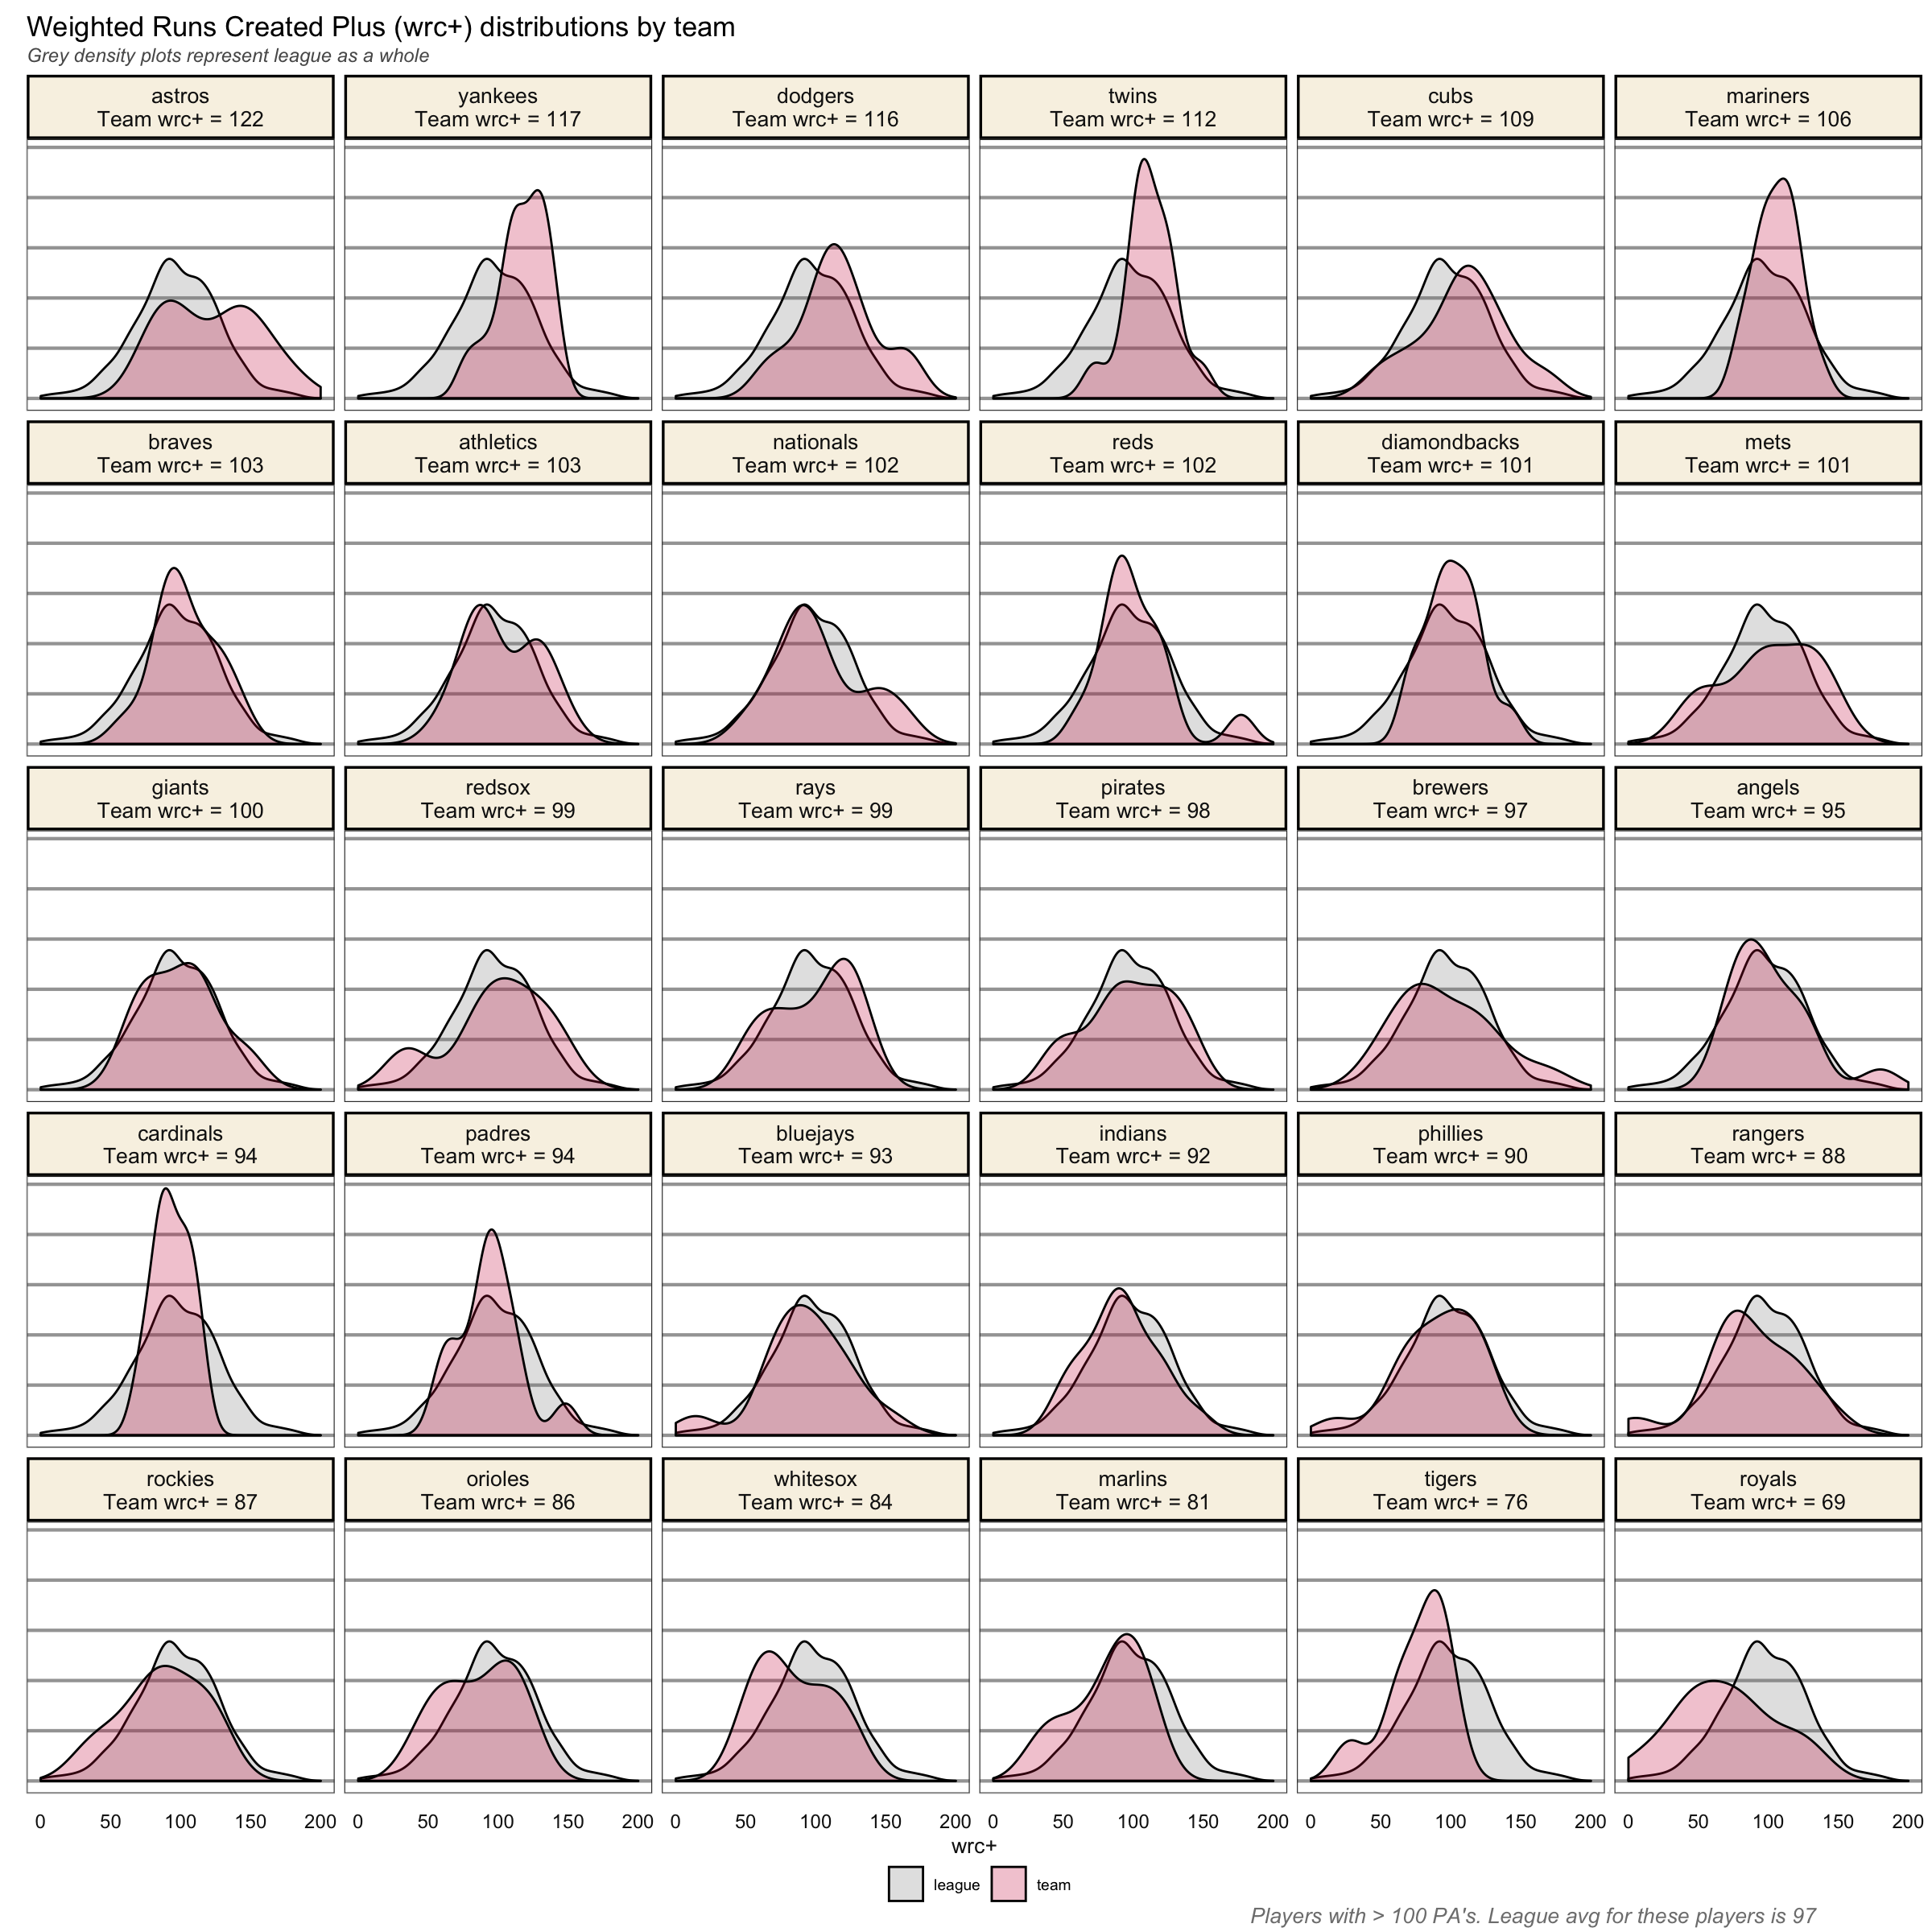 Weighted Runs Created Plus (wrc+) distributions by team
Grey density plots represent league as a whole
astros
Team wrc+ = 122
yankees
Team wrc+ = 117
dodgers
Team wrc+ = 116
twins
Team wrc+ = 112
cubs
Team wrc+ = 109
mariners
Team wrc+ = 106
braves
Team wrc+ = 103
athletics
Team wrc+ = 103
nationals
Team wrc+ = 102
reds
Team wrc+ = 102
diamondbacks
Team wrc+ = 101
mets
Team wrc+ = 101
giants
Team wrc+ = 100
redsox
Team wrc+ = 99
rays
Team wrc+ = 99
pirates
Team wrc+ = 98
brewers
Team wrc+ = 97
angels
Team wrc+ = 95
cardinals
Team wrc+ = 94
padres
Team wrc+ = 94
bluejays
Team wrc+ = 93
indians
Team wrc+ = 92
phillies
Team wrc+ = 90
rangers
Team wrc+ = 88
rockies
Team wrc+ = 87
orioles
Team wrc+ = 86
whitesox
Team wrc+ = 84
marlins
Team wrc+ = 81
tigers
Team wrc+ = 76
royals
Team wrc+ = 69
0 50 100 150 200 0 50 100 150 200 0 50 100 150 200 0 50 100 150 200 0 50 100 150 200 0 50 100 150 200
wrc+
league team
Players with > 100 PA's. League avg for these players is 97